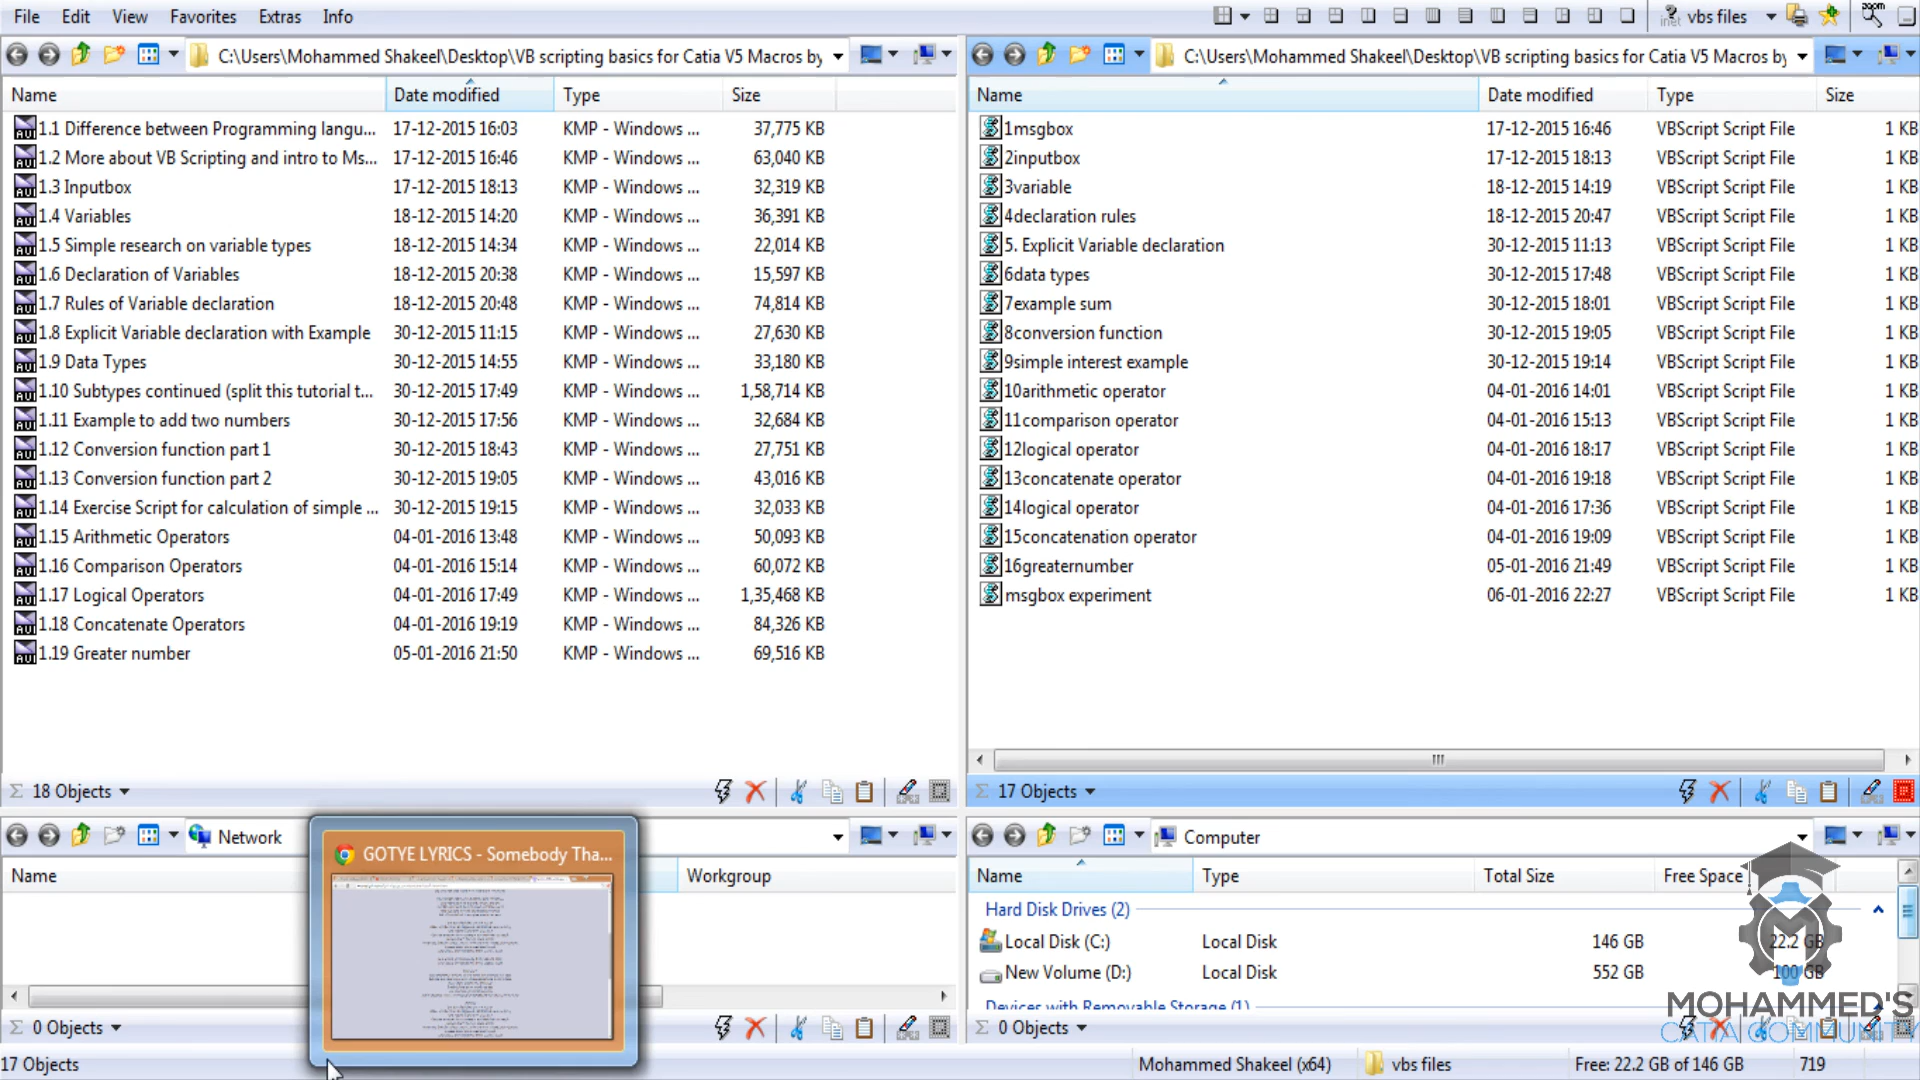 File Edit View Favorites Extras Info
vbs files
C:\Users\Mohammed Shakeel\Desktop\VB scripting basics for Catia V5 Macros by
Name Date modified Type Size
1.1 Difference between Programming langu... 17-12-2015 16:03 KMP - Windows ... 37,775 KB
1.2 More about VB Scripting and intro to Ms... 17-12-2015 16:46 KMP - Windows ... 63,040 KB
1.3 Inputbox 17-12-2015 18:13 KMP - Windows ... 32,319 KB
1.4 Variables 18-12-2015 14:20 KMP - Windows ... 36,391 KB
1.5 Simple research on variable types 18-12-2015 14:34 KMP - Windows ... 22,014 KB
1.6 Declaration of Variables 18-12-2015 20:38 KMP - Windows ... 15,597 KB
1.7 Rules of Variable declaration 18-12-2015 20:48 KMP - Windows ... 74,814 KB
1.8 Explicit Variable declaration with Example 30-12-2015 11:15 KMP - Windows ... 27,630 KB
1.9 Data Types 30-12-2015 14:55 KMP - Windows ... 33,180 KB
1.10 Subtypes continued (split this tutorial t... 30-12-2015 17:49 KMP - Windows ... 1,58,714 KB
1.11 Example to add two numbers 30-12-2015 17:56 KMP - Windows ... 32,684 KB
1.12 Conversion function part 1 30-12-2015 18:43 KMP - Windows ... 27,751 KB
1.13 Conversion function part 2 30-12-2015 19:05 KMP - Windows ... 43,016 KB
1.14 Exercise Script for calculation of simple ... 30-12-2015 19:15 KMP - Windows ... 32,033 KB
1.15 Arithmetic Operators 04-01-2016 13:48 KMP - Windows ... 50,093 KB
1.16 Comparison Operators 04-01-2016 15:14 KMP - Windows ... 60,072 KB
1.17 Logical Operators 04-01-2016 17:49 KMP - Windows ... 1,35,468 KB
1.18 Concatenate Operators 04-01-2016 19:19 KMP - Windows ... 84,326 KB
1.19 Greater number 05-01-2016 21:50 KMP - Windows ... 69,516 KB
18 Objects
C:\Users\Mohammed Shakeel\Desktop\VB scripting basics for Catia V5 Macros by
Name Date modified Type Size
1msgbox 17-12-2015 16:46 VBScript Script File 1 KB
2inputbox 17-12-2015 18:13 VBScript Script File 1 KB
3variable 18-12-2015 14:19 VBScript Script File 1 KB
4declaration rules 18-12-2015 20:47 VBScript Script File 1 KB
5. Explicit Variable declaration 30-12-2015 11:13 VBScript Script File 1 KB
6data types 30-12-2015 17:48 VBScript Script File 1 KB
7example sum 30-12-2015 18:01 VBScript Script File 1 KB
8conversion function 30-12-2015 19:05 VBScript Script File 1 KB
9simple interest example 30-12-2015 19:14 VBScript Script File 1 KB
10arithmetic operator 04-01-2016 14:01 VBScript Script File 1 KB
11comparison operator 04-01-2016 15:13 VBScript Script File 1 KB
12logical operator 04-01-2016 18:17 VBScript Script File 1 KB
13concatenate operator 04-01-2016 19:18 VBScript Script File 1 KB
14logical operator 04-01-2016 17:36 VBScript Script File 1 KB
15concatenation operator 04-01-2016 19:09 VBScript Script File 1 KB
16greaternumber 05-01-2016 21:49 VBScript Script File 1 KB
msgbox experiment 06-01-2016 22:27 VBScript Script File 1 KB
17 Objects
Network
Name Workgroup
GOTYE LYRICS - Somebody Tha...
0 Objects
Computer
Name Type Total Size Free Space
Hard Disk Drives (2)
Local Disk (C:) Local Disk 146 GB 22.2 GB
New Volume (D:) Local Disk 552 GB 100 GB
Devices with Removable Storage (1)
0 Objects
MOHAMMED'S
CATIA COMMUNITY
17 Objects Mohammed Shakeel (x64) vbs files Free: 22.2 GB of 146 GB 719